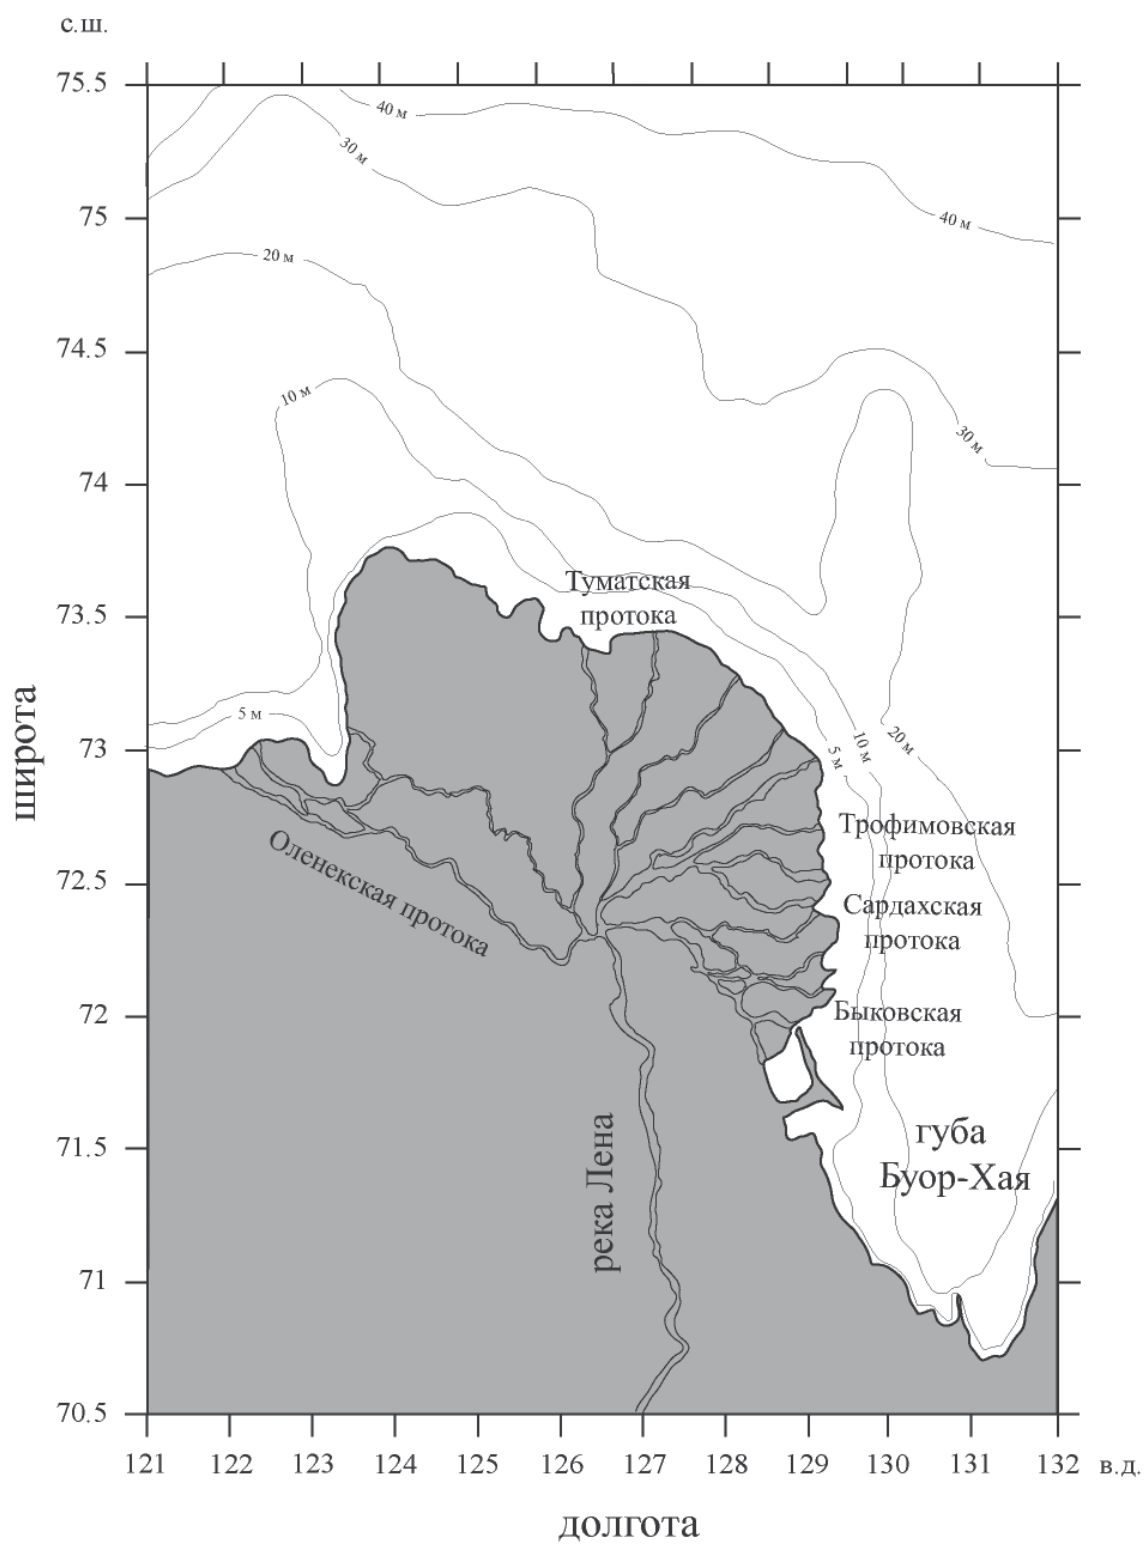 с.ш.
75.5
40 м
30 м
75
40 м
20 м
74.5
10 м
30 м
74
Туматская
протока
73.5
широта
5 м
73
5 м
10 м
20 м
Оленекская протока
Трофимовская
протока
72.5
Сардахская
протока
72
Быковская
протока
71.5
река Лена
губа
Буор-Хая
71
70.5
121 122 123 124 125 126 127 128 129 130 131 132 в.д.
долгота